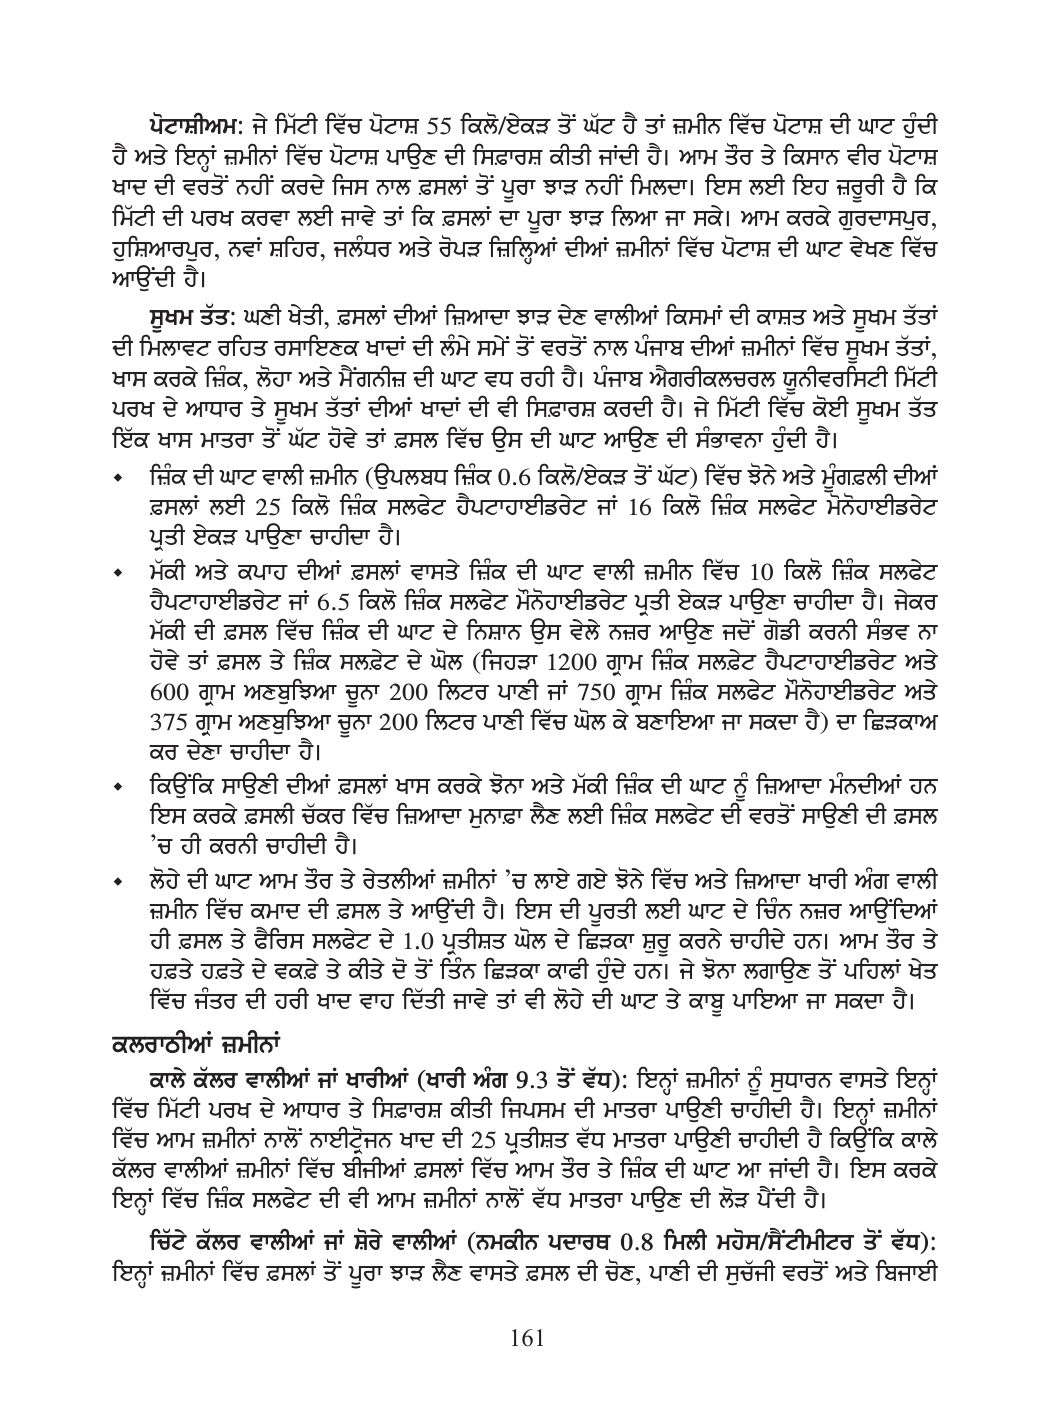 ਪੋਟਾਸ਼ੀਅਮ: ਜੇ ਮਿੱਟੀ ਵਿੱਚ ਪੋਟਾਸ਼ 55 ਕਿਲੋ/ਏਕੜ ਤੋਂ ਘੱਟ ਹੈ ਤਾਂ ਜ਼ਮੀਨ ਵਿੱਚ ਪੋਟਾਸ਼ ਦੀ ਘਾਟ ਹੁੰਦੀ
ਹੈ ਅਤੇ ਇਨ੍ਹਾਂ ਜ਼ਮੀਨਾਂ ਵਿੱਚ ਪੋਟਾਸ਼ ਪਾਉਣ ਦੀ ਸਿਫ਼ਾਰਸ਼ ਕੀਤੀ ਜਾਂਦੀ ਹੈ। ਆਮ ਤੌਰ ਤੇ ਕਿਸਾਨ ਵੀਰ ਪੋਟਾਸ਼
ਖਾਦ ਦੀ ਵਰਤੋਂ ਨਹੀਂ ਕਰਦੇ ਜਿਸ ਨਾਲ ਫ਼ਸਲਾਂ ਤੋਂ ਪੂਰਾ ਝਾੜ ਨਹੀਂ ਮਿਲਦਾ। ਇਸ ਲਈ ਇਹ ਜ਼ਰੂਰੀ ਹੈ ਕਿ
ਮਿੱਟੀ ਦੀ ਪਰਖ ਕਰਵਾ ਲਈ ਜਾਵੇ ਤਾਂ ਕਿ ਫ਼ਸਲਾਂ ਦਾ ਪੂਰਾ ਝਾੜ ਲਿਆ ਜਾ ਸਕੇ। ਆਮ ਕਰਕੇ ਗੁਰਦਾਸਪੁਰ,
ਹੁਸ਼ਿਆਰਪੁਰ, ਨਵਾਂ ਸ਼ਹਿਰ, ਜਲੰਧਰ ਅਤੇ ਰੋਪੜ ਜ਼ਿਲ੍ਹਿਆਂ ਦੀਆਂ ਜ਼ਮੀਨਾਂ ਵਿੱਚ ਪੋਟਾਸ਼ ਦੀ ਘਾਟ ਵੇਖਣ ਵਿੱਚ
ਆਉਂਦੀ ਹੈ।
ਸੂਖਮ ਤੱਤ: ਘਣੀ ਖੇਤੀ, ਫ਼ਸਲਾਂ ਦੀਆਂ ਜ਼ਿਆਦਾ ਝਾੜ ਦੇਣ ਵਾਲੀਆਂ ਕਿਸਮਾਂ ਦੀ ਕਾਸ਼ਤ ਅਤੇ ਸੂਖਮ ਤੱਤਾਂ
ਦੀ ਮਿਲਾਵਟ ਰਹਿਤ ਰਸਾਇਣਕ ਖਾਦਾਂ ਦੀ ਲੰਮੇ ਸਮੇਂ ਤੋਂ ਵਰਤੋਂ ਨਾਲ ਪੰਜਾਬ ਦੀਆਂ ਜ਼ਮੀਨਾਂ ਵਿੱਚ ਸੂਖਮ ਤੱਤਾਂ,
ਖਾਸ ਕਰਕੇ ਜ਼ਿੰਕ, ਲੋਹਾ ਅਤੇ ਮੈਂਗਨੀਜ਼ ਦੀ ਘਾਟ ਵਧ ਰਹੀ ਹੈ। ਪੰਜਾਬ ਐਗਰੀਕਲਚਰਲ ਯੂਨੀਵਰਸਿਟੀ ਮਿੱਟੀ
ਪਰਖ ਦੇ ਆਧਾਰ ਤੇ ਸੂਖਮ ਤੱਤਾਂ ਦੀਆਂ ਖਾਦਾਂ ਦੀ ਵੀ ਸਿਫ਼ਾਰਸ਼ ਕਰਦੀ ਹੈ। ਜੇ ਮਿੱਟੀ ਵਿੱਚ ਕੋਈ ਸੂਖਮ ਤੱਤ
ਇੱਕ ਖਾਸ ਮਾਤਰਾ ਤੋਂ ਘੱਟ ਹੋਵੇ ਤਾਂ ਫ਼ਸਲ ਵਿੱਚ ਉਸ ਦੀ ਘਾਟ ਆਉਣ ਦੀ ਸੰਭਾਵਨਾ ਹੁੰਦੀ ਹੈ।
◆ ਜ਼ਿੰਕ ਦੀ ਘਾਟ ਵਾਲੀ ਜ਼ਮੀਨ (ਉਪਲਬਧ ਜ਼ਿੰਕ 0.6 ਕਿਲੋ/ਏਕੜ ਤੋਂ ਘੱਟ) ਵਿੱਚ ਝੋਨੇ ਅਤੇ ਮੂੰਗਫ਼ਲੀ ਦੀਆਂ
ਫ਼ਸਲਾਂ ਲਈ 25 ਕਿਲੋ ਜ਼ਿੰਕ ਸਲਫੇਟ ਹੈਪਟਾਹਾਈਡਰੇਟ ਜਾਂ 16 ਕਿਲੋ ਜ਼ਿੰਕ ਸਲਫੇਟ ਮੋਨੋਹਾਈਡਰੇਟ
ਪ੍ਰਤੀ ਏਕੜ ਪਾਉਣਾ ਚਾਹੀਦਾ ਹੈ।
◆ ਮੱਕੀ ਅਤੇ ਕਪਾਹ ਦੀਆਂ ਫ਼ਸਲਾਂ ਵਾਸਤੇ ਜ਼ਿੰਕ ਦੀ ਘਾਟ ਵਾਲੀ ਜ਼ਮੀਨ ਵਿੱਚ 10 ਕਿਲੋ ਜ਼ਿੰਕ ਸਲਫੇਟ
ਹੈਪਟਾਹਾਈਡਰੇਟ ਜਾਂ 6.5 ਕਿਲੋ ਜ਼ਿੰਕ ਸਲਫੇਟ ਮੌਨੋਹਾਈਡਰੇਟ ਪ੍ਰਤੀ ਏਕੜ ਪਾਉਣਾ ਚਾਹੀਦਾ ਹੈ। ਜੇਕਰ
ਮੱਕੀ ਦੀ ਫ਼ਸਲ ਵਿੱਚ ਜ਼ਿੰਕ ਦੀ ਘਾਟ ਦੇ ਨਿਸ਼ਾਨ ਉਸ ਵੇਲੇ ਨਜ਼ਰ ਆਉਣ ਜਦੋਂ ਗੋਡੀ ਕਰਨੀ ਸੰਭਵ ਨਾ
ਹੋਵੇ ਤਾਂ ਫ਼ਸਲ ਤੇ ਜ਼ਿੰਕ ਸਲਫ਼ੇਟ ਦੇ ਘੋਲ (ਜਿਹੜਾ 1200 ਗ੍ਰਾਮ ਜ਼ਿੰਕ ਸਲਫ਼ੇਟ ਹੈਪਟਾਹਾਈਡਰੇਟ ਅਤੇ
600 ਗ੍ਰਾਮ ਅਣਬੁਝਿਆ ਚੂਨਾ 200 ਲਿਟਰ ਪਾਣੀ ਜਾਂ 750 ਗ੍ਰਾਮ ਜ਼ਿੰਕ ਸਲਫੇਟ ਮੌਨੋਹਾਈਡਰੇਟ ਅਤੇ
375 ਗ੍ਰਾਮ ਅਣਬੁਝਿਆ ਚੂਨਾ 200 ਲਿਟਰ ਪਾਣੀ ਵਿੱਚ ਘੋਲ ਕੇ ਬਣਾਇਆ ਜਾ ਸਕਦਾ ਹੈ) ਦਾ ਛਿੜਕਾਅ
ਕਰ ਦੇਣਾ ਚਾਹੀਦਾ ਹੈ।
◆ ਕਿਉਂਕਿ ਸਾਉਣੀ ਦੀਆਂ ਫ਼ਸਲਾਂ ਖਾਸ ਕਰਕੇ ਝੋਨਾ ਅਤੇ ਮੱਕੀ ਜ਼ਿੰਕ ਦੀ ਘਾਟ ਨੂੰ ਜ਼ਿਆਦਾ ਮੰਨਦੀਆਂ ਹਨ
ਇਸ ਕਰਕੇ ਫ਼ਸਲੀ ਚੱਕਰ ਵਿੱਚ ਜ਼ਿਆਦਾ ਮੁਨਾਫ਼ਾ ਲੈਣ ਲਈ ਜ਼ਿੰਕ ਸਲਫੇਟ ਦੀ ਵਰਤੋਂ ਸਾਉਣੀ ਦੀ ਫ਼ਸਲ
’ਚ ਹੀ ਕਰਨੀ ਚਾਹੀਦੀ ਹੈ।
◆ ਲੋਹੇ ਦੀ ਘਾਟ ਆਮ ਤੌਰ ਤੇ ਰੇਤਲੀਆਂ ਜ਼ਮੀਨਾਂ ’ਚ ਲਾਏ ਗਏ ਝੋਨੇ ਵਿੱਚ ਅਤੇ ਜ਼ਿਆਦਾ ਖਾਰੀ ਅੰਗ ਵਾਲੀ
ਜ਼ਮੀਨ ਵਿੱਚ ਕਮਾਦ ਦੀ ਫ਼ਸਲ ਤੇ ਆਉਂਦੀ ਹੈ। ਇਸ ਦੀ ਪੂਰਤੀ ਲਈ ਘਾਟ ਦੇ ਚਿੰਨ ਨਜ਼ਰ ਆਉਂਦਿਆਂ
ਹੀ ਫ਼ਸਲ ਤੇ ਫੈਰਿਸ ਸਲਫੇਟ ਦੇ 1.0 ਪ੍ਰਤੀਸ਼ਤ ਘੋਲ ਦੇ ਛਿੜਕਾ ਸ਼ੁਰੂ ਕਰਨੇ ਚਾਹੀਦੇ ਹਨ। ਆਮ ਤੌਰ ਤੇ
ਹਫ਼ਤੇ ਹਫ਼ਤੇ ਦੇ ਵਕਫ਼ੇ ਤੇ ਕੀਤੇ ਦੋ ਤੋਂ ਤਿੰਨ ਛਿੜਕਾ ਕਾਫੀ ਹੁੰਦੇ ਹਨ। ਜੇ ਝੋਨਾ ਲਗਾਉਣ ਤੋਂ ਪਹਿਲਾਂ ਖੇਤ
ਵਿੱਚ ਜੰਤਰ ਦੀ ਹਰੀ ਖਾਦ ਵਾਹ ਦਿੱਤੀ ਜਾਵੇ ਤਾਂ ਵੀ ਲੋਹੇ ਦੀ ਘਾਟ ਤੇ ਕਾਬੂ ਪਾਇਆ ਜਾ ਸਕਦਾ ਹੈ।
ਕਲਰਾਠੀਆਂ ਜ਼ਮੀਨਾਂ
ਕਾਲੇ ਕੱਲਰ ਵਾਲੀਆਂ ਜਾਂ ਖਾਰੀਆਂ (ਖਾਰੀ ਅੰਗ 9.3 ਤੋਂ ਵੱਧ): ਇਨ੍ਹਾਂ ਜ਼ਮੀਨਾਂ ਨੂੰ ਸੁਧਾਰਨ ਵਾਸਤੇ ਇਨ੍ਹਾਂ
ਵਿੱਚ ਮਿੱਟੀ ਪਰਖ ਦੇ ਆਧਾਰ ਤੇ ਸਿਫ਼ਾਰਸ਼ ਕੀਤੀ ਜਿਪਸਮ ਦੀ ਮਾਤਰਾ ਪਾਉਣੀ ਚਾਹੀਦੀ ਹੈ। ਇਨ੍ਹਾਂ ਜ਼ਮੀਨਾਂ
ਵਿੱਚ ਆਮ ਜ਼ਮੀਨਾਂ ਨਾਲੋਂ ਨਾਈਟ੍ਰੋਜਨ ਖਾਦ ਦੀ 25 ਪ੍ਰਤੀਸ਼ਤ ਵੱਧ ਮਾਤਰਾ ਪਾਉਣੀ ਚਾਹੀਦੀ ਹੈ ਕਿਉਂਕਿ ਕਾਲੇ
ਕੱਲਰ ਵਾਲੀਆਂ ਜ਼ਮੀਨਾਂ ਵਿੱਚ ਬੀਜੀਆਂ ਫ਼ਸਲਾਂ ਵਿੱਚ ਆਮ ਤੌਰ ਤੇ ਜ਼ਿੰਕ ਦੀ ਘਾਟ ਆ ਜਾਂਦੀ ਹੈ। ਇਸ ਕਰਕੇ
ਇਨ੍ਹਾਂ ਵਿੱਚ ਜ਼ਿੰਕ ਸਲਫੇਟ ਦੀ ਵੀ ਆਮ ਜ਼ਮੀਨਾਂ ਨਾਲੋਂ ਵੱਧ ਮਾਤਰਾ ਪਾਉਣ ਦੀ ਲੋੜ ਪੈਂਦੀ ਹੈ।
ਚਿੱਟੇ ਕੱਲਰ ਵਾਲੀਆਂ ਜਾਂ ਸ਼ੋਰੇ ਵਾਲੀਆਂ (ਨਮਕੀਨ ਪਦਾਰਥ 0.8 ਮਿਲੀ ਮਹੋਸ/ਸੈਂਟੀਮੀਟਰ ਤੋਂ ਵੱਧ):
ਇਨ੍ਹਾਂ ਜ਼ਮੀਨਾਂ ਵਿੱਚ ਫ਼ਸਲਾਂ ਤੋਂ ਪੂਰਾ ਝਾੜ ਲੈਣ ਵਾਸਤੇ ਫ਼ਸਲ ਦੀ ਚੋਣ, ਪਾਣੀ ਦੀ ਸੁਚੱਜੀ ਵਰਤੋਂ ਅਤੇ ਬਿਜਾਈ
161